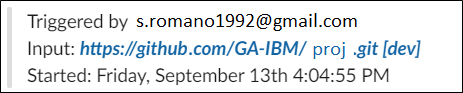 Triggered by s.romano1992@gmail.com
Input: https://github.com/GA-IBM/ proj .git [dev]
Started: Friday, September 13th 4:04:55 PM